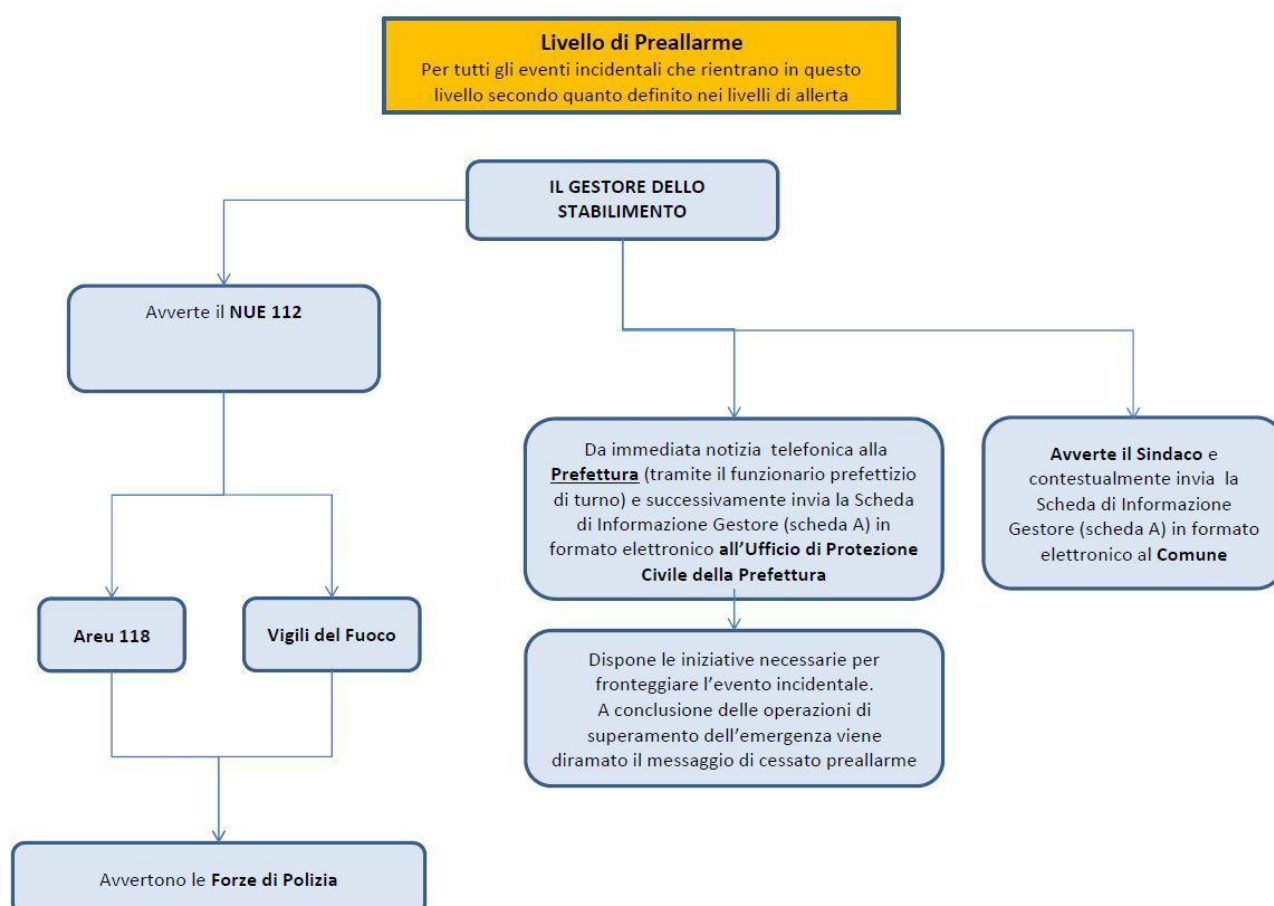 Livello di Preallarme
Per tutti gli eventi incidentali che rientrano in questo
livello secondo quanto definito nei livelli di allerta
IL GESTORE DELLO
STABILIMENTO
Avverte il NUE 112
Da immediata notizia telefonica alla
Prefettura (tramite il funzionario prefettizio
di turno) e successivamente invia la Scheda
di Informazione Gestore (scheda A) in
formato elettronico all'Ufficio di Protezione
Civile della Prefettura
Avverte il Sindaco e
contestualmente invia la
Scheda di Informazione
Gestore (scheda A) in formato
elettronico al Comune
Areu 118
Vigili del Fuoco
Dispone le iniziative necessarie per
fronteggiare l'evento incidentale.
A conclusione delle operazioni di
superamento dell'emergenza viene
diramato il messaggio di cessato preallarme
Avvertono le Forze di Polizia